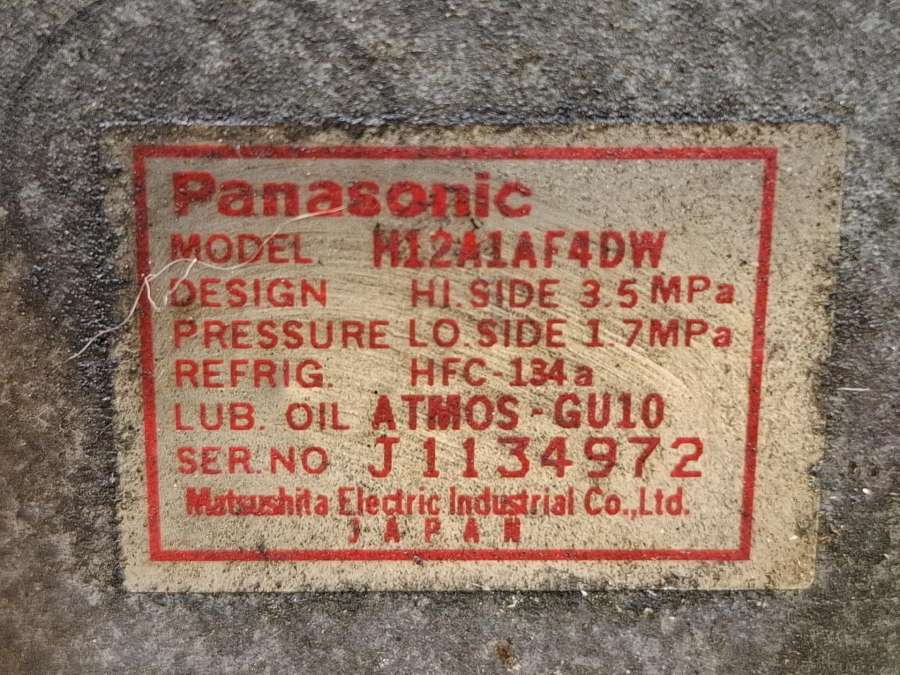 Panasonic
MODEL. H12A1AF4DW
DESIGN HI.SIDE 3.5 MPa
PRESSURE LO.SIDE 1.7MPa
REFRIG. HFC-134a
LUB. OIL ATMOS-GU10
SER.NO J1134972
Matsushita Electric Industrial Co.,Ltd.
JAPAN